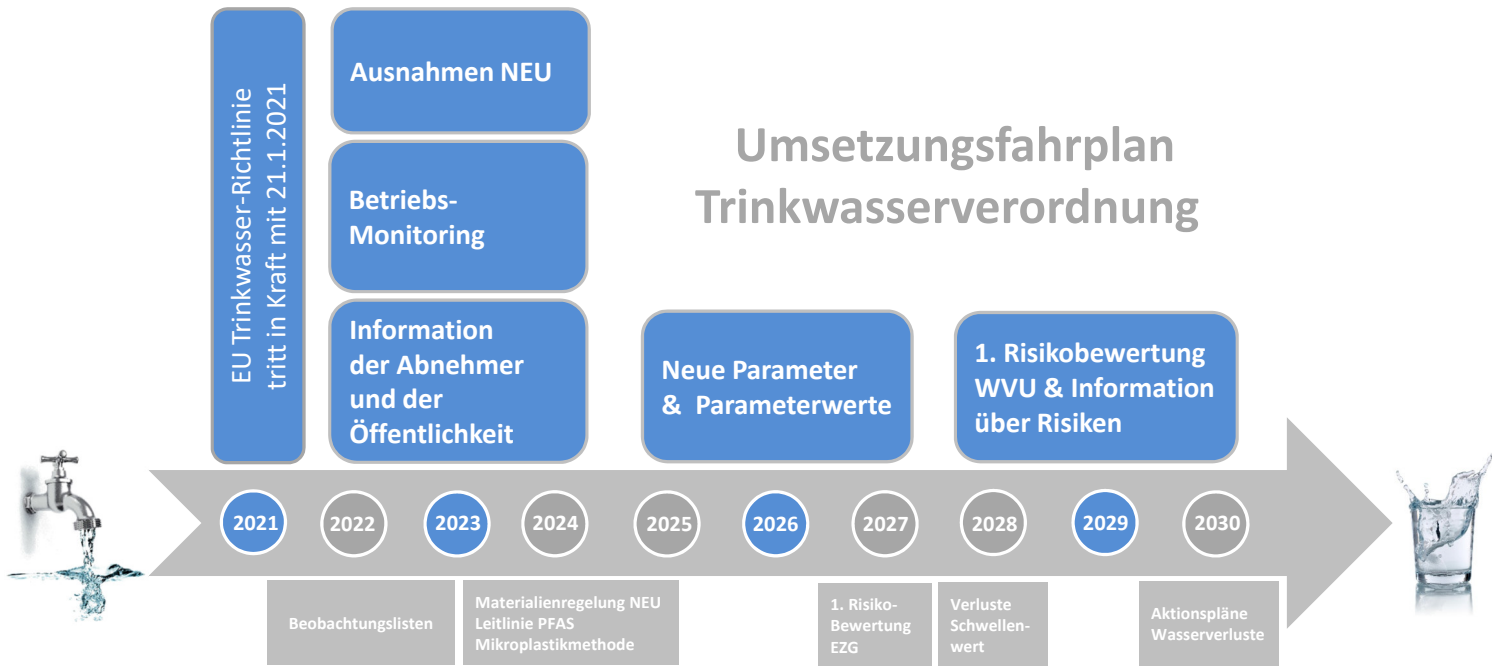 EU Trinkwasser-Richtlinie
tritt in Kraft mit 21.1.2021
Ausnahmen NEU
Betriebs-
Monitoring
Information
der Abnehmer
und der
Öffentlichkeit
Umsetzungsfahrplan
Trinkwasserverordnung
Neue Parameter
& Parameterwerte
1. Risikobewertung
WVU & Information
über Risiken
2021
2022
2023
2024
2025
2026
2027
2028
2029
2030
Beobachtungslisten
Materialienregelung NEU
Leitlinie PFAS
Mikroplastikmethode
1. Risiko-
Bewertung
EZG
Verluste
Schwellen-
wert
Aktionspläne
Wasserverluste